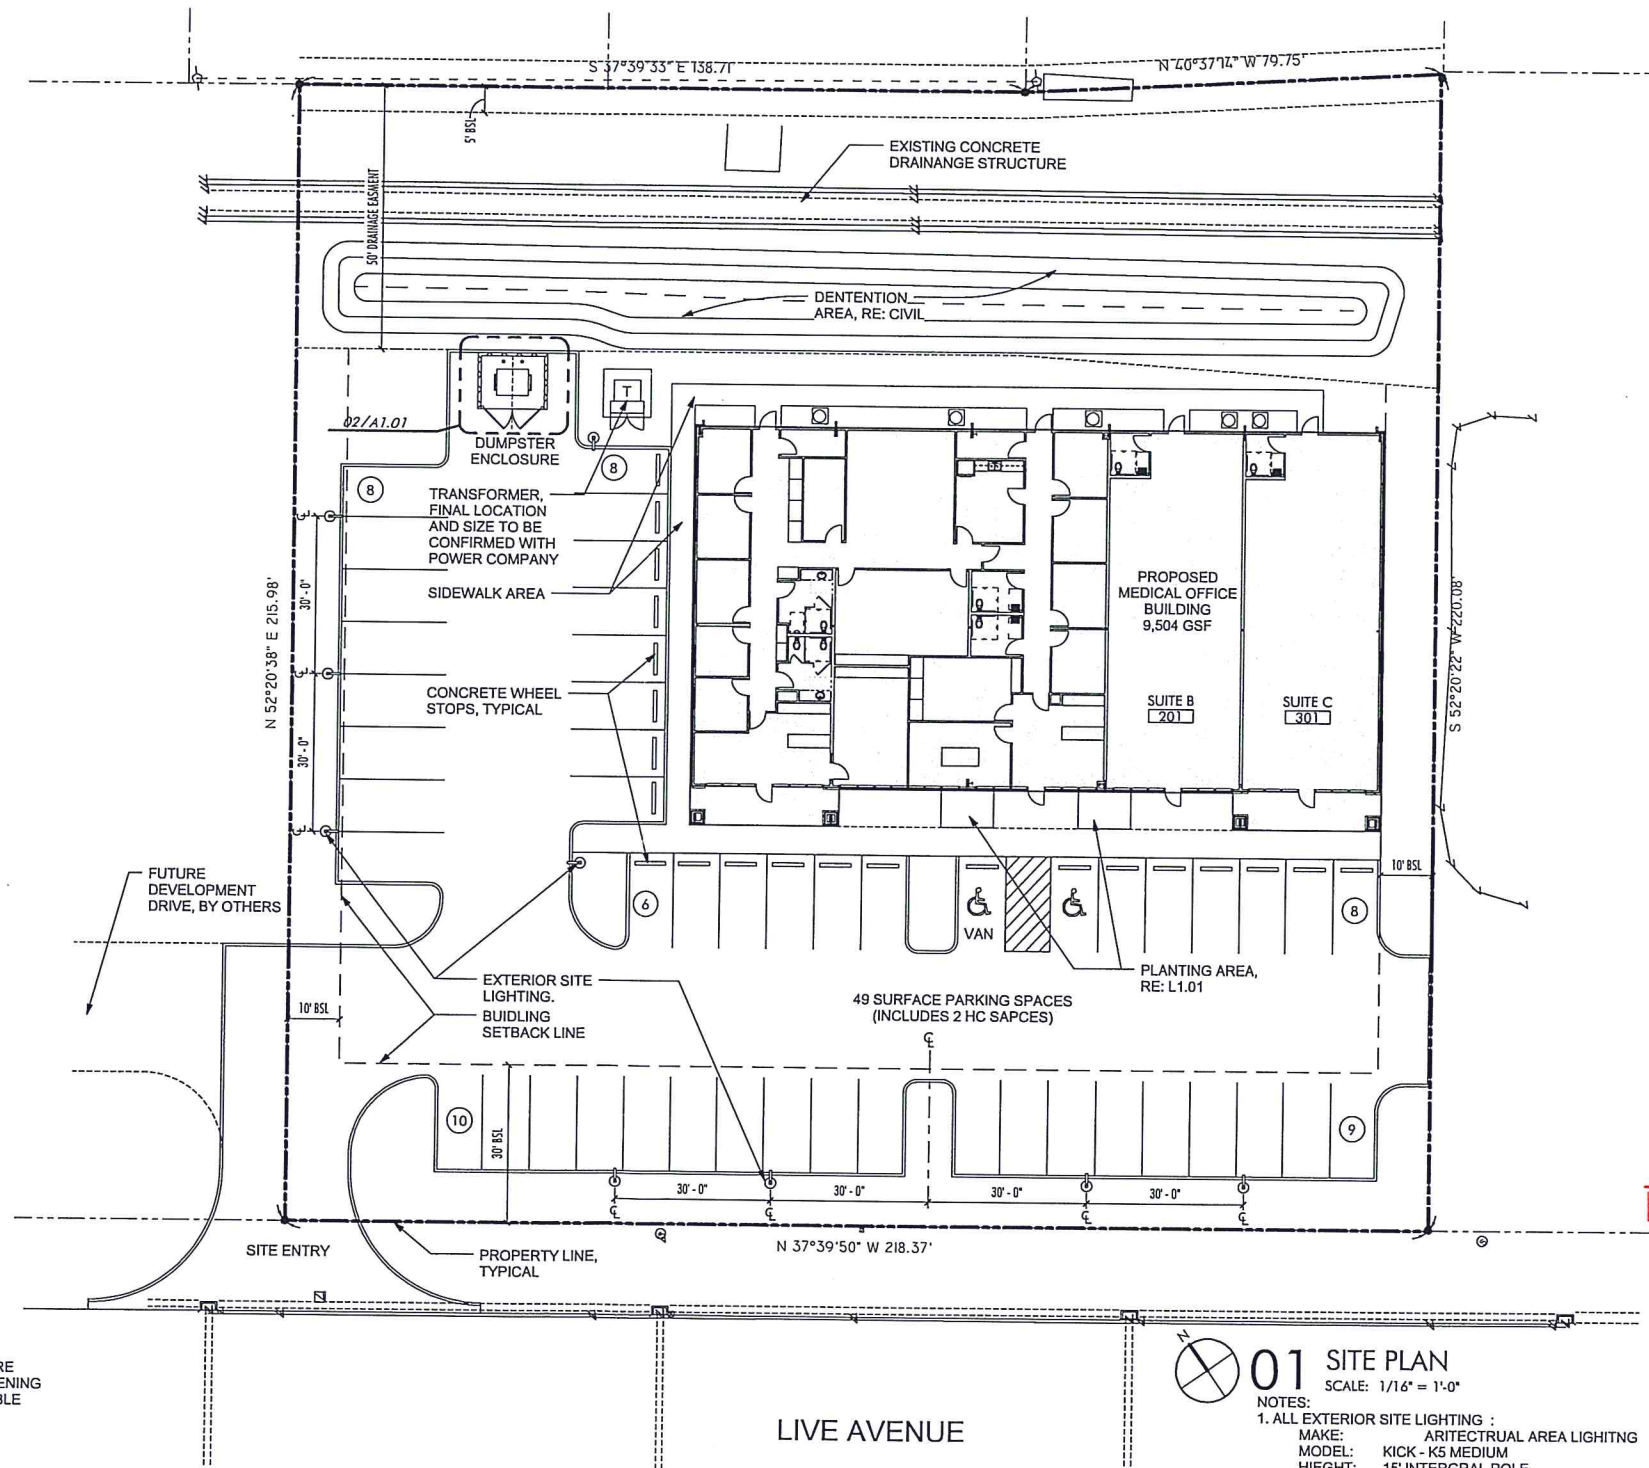 S 37°39'33" E 138.71'
N 40°37'14" W 79.75'
5' BSL
EXISTING CONCRETE
DRAINANGE STRUCTURE
50' DRAINAGE EASMENT
DENTENTION
AREA, RE: CIVIL
02/A1.01
DUMPSTER
ENCLOSURE
T
8
8
TRANSFORMER,
FINAL LOCATION
AND SIZE TO BE
CONFIRMED WITH
POWER COMPANY
SIDEWALK AREA
30'-0"
N 52°20'38" E 215.98'
30'-0"
CONCRETE WHEEL
STOPS, TYPICAL
PROPOSED
MEDICAL OFFICE
BUILDING
9,504 GSF
SUITE B
201
SUITE C
301
S 52°20'22" W 220.08'
10' BSL
FUTURE
DEVELOPMENT
DRIVE, BY OTHERS
6
VAN
8
PLANTING AREA,
RE: L1.01
EXTERIOR SITE
LIGHTING.
BUIDLING
SETBACK LINE
10' BSL
49 SURFACE PARKING SPACES
(INCLUDES 2 HC SAPCES)
10
30' BSL
9
30'-0"
30'-0"
30'-0"
30'-0"
SITE ENTRY
PROPERTY LINE,
TYPICAL
N 37°39'50" W 218.37'
N
01 SITE PLAN
SCALE: 1/16" = 1'-0"
NOTES:
1. ALL EXTERIOR SITE LIGHTING :
MAKE: ARITECTRUAL AREA LIGHITNG
MODEL: KICK - K5 MEDIUM
HIEGHT: 15' INTERGRAL POLE
LIVE AVENUE